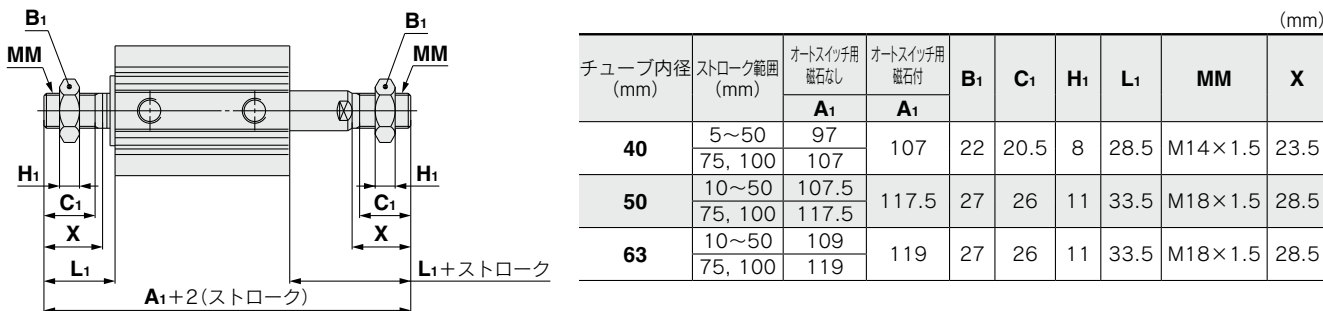 B1
B1
MM
MM
H1
H1
C1
C1
X
X
L1
L1+ストローク
A1+2(ストローク)
(mm)
チューブ内径 (mm) ストローク範囲 (mm) オートスイッチ用 磁石なし オートスイッチ用 磁石付 B1 C1 H1 L1 MM X
A1 A1
40 5~50 97 107 22 20.5 8 28.5 M14×1.5 23.5
75, 100 107
50 10~50 107.5 117.5 27 26 11 33.5 M18×1.5 28.5
75, 100 117.5
63 10~50 109 119 27 26 11 33.5 M18×1.5 28.5
75, 100 119